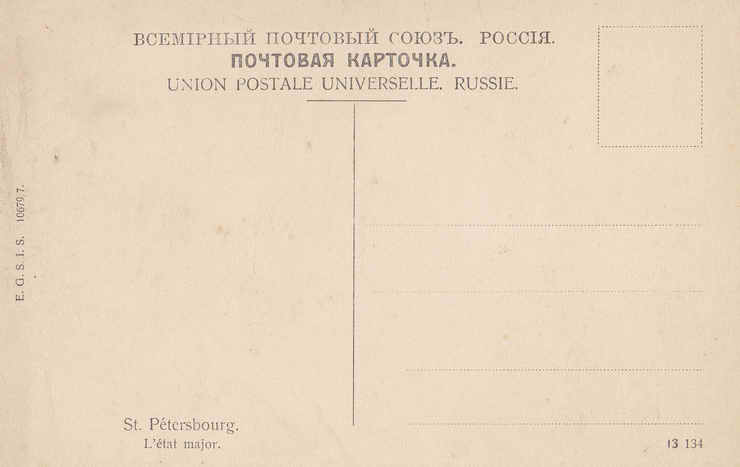 ВСЕМІРНЫЙ ПОЧТОВЫЙ СОЮЗЪ. РОССІЯ.
ПОЧТОВАЯ КАРТОЧКА.
UNION POSTALE UNIVERSELLE. RUSSIE.
E. G. S. I. S. 10679,7.
St. Pétersbourg.
L'état major.
13 134